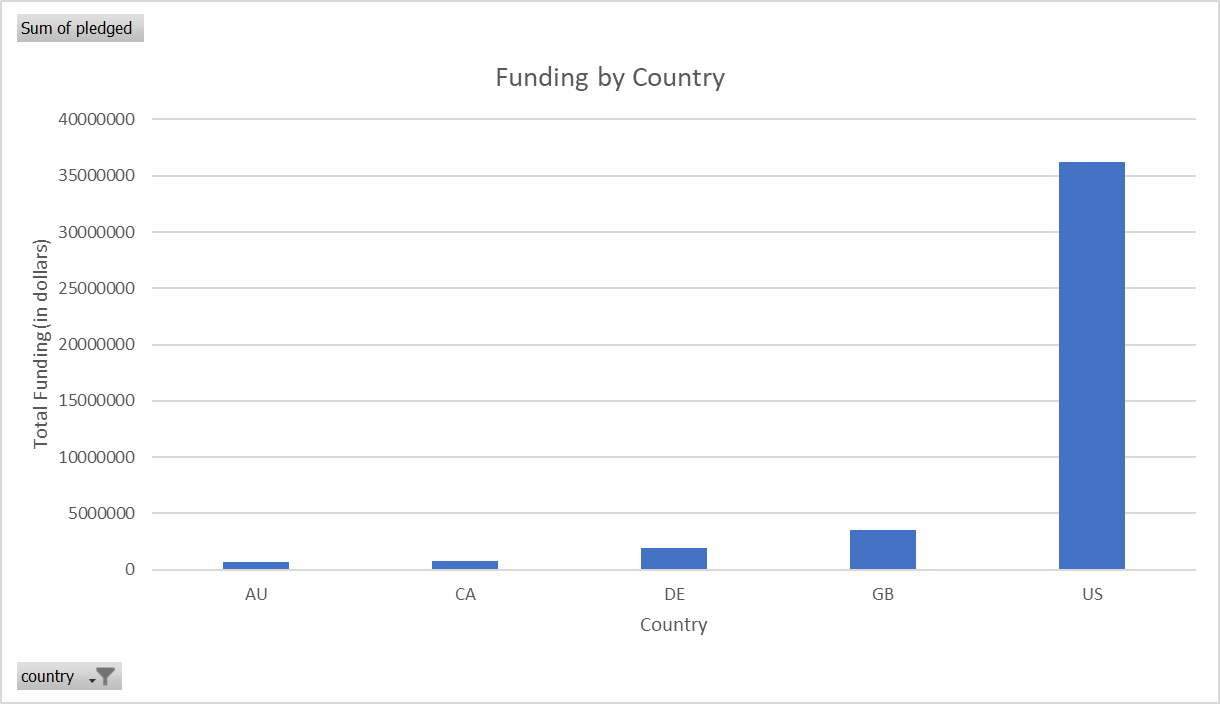 Sum of pledged
Funding by Country
Total Funding (in dollars)
40000000
35000000
30000000
25000000
20000000
15000000
10000000
5000000
0
AU CA DE GB US
Country
country